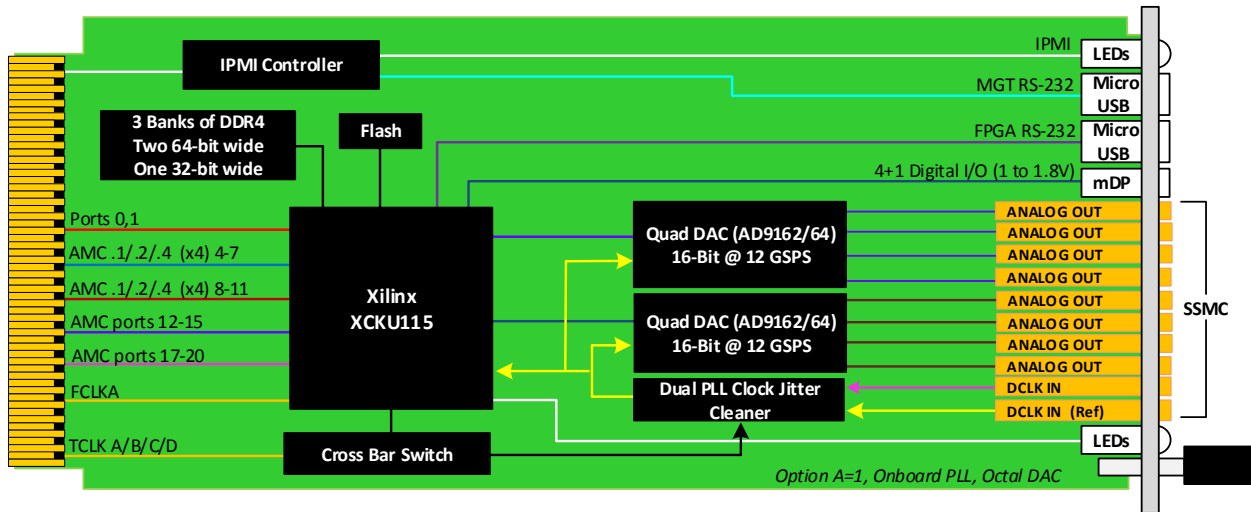 IPMI
LEDs
IPMI Controller
MGT RS-232
Micro
USB
3 Banks of DDR4
Two 64-bit wide
One 32-bit wide
Flash
FPGA RS-232
Micro
USB
4+1 Digital I/O (1 to 1.8V)
mDP
Ports 0,1
AMC .1/.2/.4 (x4) 4-7
AMC .1/.2/.4 (x4) 8-11
AMC ports 12-15
AMC ports 17-20
FCLKA
TCLK A/B/C/D
Xilinx
XCKU115
Cross Bar Switch
Quad DAC (AD9162/64)
16-Bit @ 12 GSPS
Quad DAC (AD9162/64)
16-Bit @ 12 GSPS
Dual PLL Clock Jitter
Cleaner
ANALOG OUT
ANALOG OUT
ANALOG OUT
ANALOG OUT
ANALOG OUT
ANALOG OUT
ANALOG OUT
ANALOG OUT
DCLK IN
DCLK IN (Ref)
SSMC
LEDs
Option A=1, Onboard PLL, Octal DAC